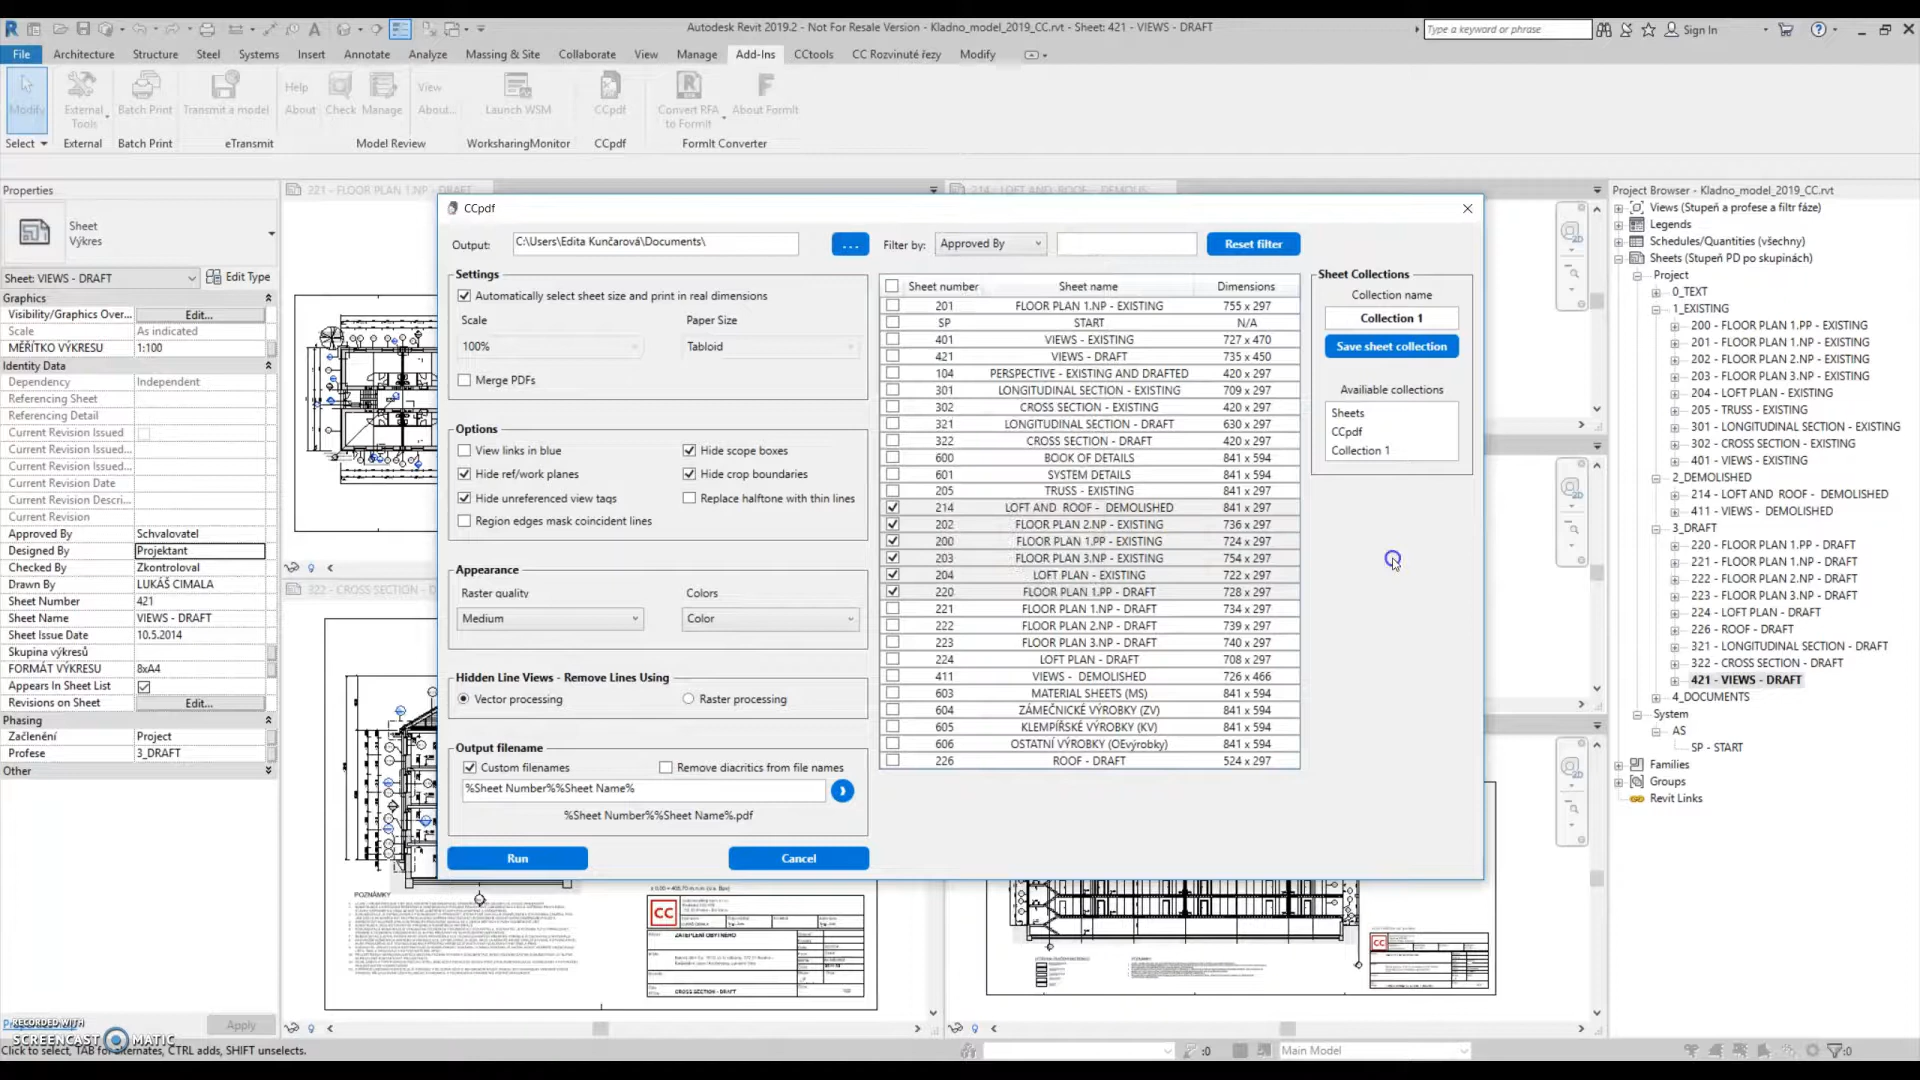 Autodesk Revit 2019.2 - Not For Resale Version - Kladno_model_2019_CC.rvt - Sheet: 421 - VIEWS - DRAFT
Type a keyword or phrase
Sign In
File Architecture Structure Steel Systems Insert Annotate Analyze Massing & Site Collaborate View Manage Add-Ins CCtools CC Rozvinuté řezy Modify
Modify
External Tools
Batch Print
Transmit a model
Help
About
Check
Manage
View
About...
Launch WSM
CCpdf
Convert RFA to FormIt
About FormIt
Select External Batch Print eTransmit Model Review WorksharingMonitor CCpdf FormIt Converter
Properties
Sheet
Výkres
Sheet: VIEWS - DRAFT
Edit Type
Graphics
Visibility/Graphics Over... Edit...
Scale As indicated
MĚŘÍTKO VÝKRESU 1:100
Identity Data
Dependency Independent
Referencing Sheet
Referencing Detail
Current Revision Issued
Current Revision Issued...
Current Revision Issued...
Current Revision Date
Current Revision Descri...
Current Revision
Approved By Schvalovatel
Designed By Projektant
Checked By Zkontroloval
Drawn By LUKÁŠ CIMALA
Sheet Number 421
Sheet Name VIEWS - DRAFT
Sheet Issue Date 10.5.2014
Skupina výkresů
FORMÁT VÝKRESU 8xA4
Appears In Sheet List
Revisions on Sheet Edit...
Phasing
Začlenění Project
Profese 3_DRAFT
Other
Apply
RECORDED WITH
SCREENCAST MATIC
Click to select, TAB for alternates, CTRL adds, SHIFT unselects.
:0
Main Model
:0
221 - FLOOR PLAN 1.NP - DRAFT
214 - LOFT AND ROOF - DEMOLIS...
322 - CROSS SECTION - D
POZNÁMKY
CC
ZATEPLENÍ OBYTNÉHO
CROSS SECTION - DRAFT
CC
CCpdf
Output: C:\Users\Edita Kunčarová\Documents\ ...
Filter by: Approved By Reset filter
Settings
Automatically select sheet size and print in real dimensions
Scale Paper Size
100% Tabloid
Merge PDFs
Options
View links in blue Hide scope boxes
Hide ref/work planes Hide crop boundaries
Hide unreferenced view tags Replace halftone with thin lines
Region edges mask coincident lines
Appearance
Raster quality Colors
Medium Color
Hidden Line Views - Remove Lines Using
Vector processing Raster processing
Output filename
Custom filenames Remove diacritics from file names
%Sheet Number%%Sheet Name%
%Sheet Number%%Sheet Name%.pdf
Run Cancel
Sheet number Sheet name Dimensions
201 FLOOR PLAN 1.NP - EXISTING 755 x 297
SP START N/A
401 VIEWS - EXISTING 727 x 470
421 VIEWS - DRAFT 735 x 450
104 PERSPECTIVE - EXISTING AND DRAFTED 420 x 297
301 LONGITUDINAL SECTION - EXISTING 709 x 297
302 CROSS SECTION - EXISTING 420 x 297
321 LONGITUDINAL SECTION - DRAFT 630 x 297
322 CROSS SECTION - DRAFT 420 x 297
600 BOOK OF DETAILS 841 x 594
601 SYSTEM DETAILS 841 x 594
205 TRUSS - EXISTING 841 x 297
214 LOFT AND ROOF - DEMOLISHED 841 x 297
202 FLOOR PLAN 2.NP - EXISTING 736 x 297
200 FLOOR PLAN 1.PP - EXISTING 724 x 297
203 FLOOR PLAN 3.NP - EXISTING 754 x 297
204 LOFT PLAN - EXISTING 722 x 297
220 FLOOR PLAN 1.PP - DRAFT 728 x 297
221 FLOOR PLAN 1.NP - DRAFT 734 x 297
222 FLOOR PLAN 2.NP - DRAFT 739 x 297
223 FLOOR PLAN 3.NP - DRAFT 740 x 297
224 LOFT PLAN - DRAFT 708 x 297
411 VIEWS - DEMOLISHED 726 x 466
603 MATERIAL SHEETS (MS) 841 x 594
604 ZÁMEČNICKÉ VÝROBKY (ZV) 841 x 594
605 KLEMPÍŘSKÉ VÝROBKY (KV) 841 x 594
606 OSTATNÍ VÝROBKY (OEvýrobky) 841 x 594
226 ROOF - DRAFT 524 x 297
Sheet Collections
Collection name
Collection 1
Save sheet collection
Availiable collections
Sheets
CCpdf
Collection 1
Project Browser - Kladno_model_2019_CC.rvt
Views (Stupeň a profese a filtr fáze)
Legends
Schedules/Quantities (všechny)
Sheets (Stupeň PD po skupinách)
Project
0_TEXT
1_EXISTING
200 - FLOOR PLAN 1.PP - EXISTING
201 - FLOOR PLAN 1.NP - EXISTING
202 - FLOOR PLAN 2.NP - EXISTING
203 - FLOOR PLAN 3.NP - EXISTING
204 - LOFT PLAN - EXISTING
205 - TRUSS - EXISTING
301 - LONGITUDINAL SECTION - EXISTING
302 - CROSS SECTION - EXISTING
401 - VIEWS - EXISTING
2_DEMOLISHED
214 - LOFT AND ROOF - DEMOLISHED
411 - VIEWS - DEMOLISHED
3_DRAFT
220 - FLOOR PLAN 1.PP - DRAFT
221 - FLOOR PLAN 1.NP - DRAFT
222 - FLOOR PLAN 2.NP - DRAFT
223 - FLOOR PLAN 3.NP - DRAFT
224 - LOFT PLAN - DRAFT
226 - ROOF - DRAFT
321 - LONGITUDINAL SECTION - DRAFT
322 - CROSS SECTION - DRAFT
421 - VIEWS - DRAFT
4_DOCUMENTS
System
AS
SP - START
Families
Groups
Revit Links